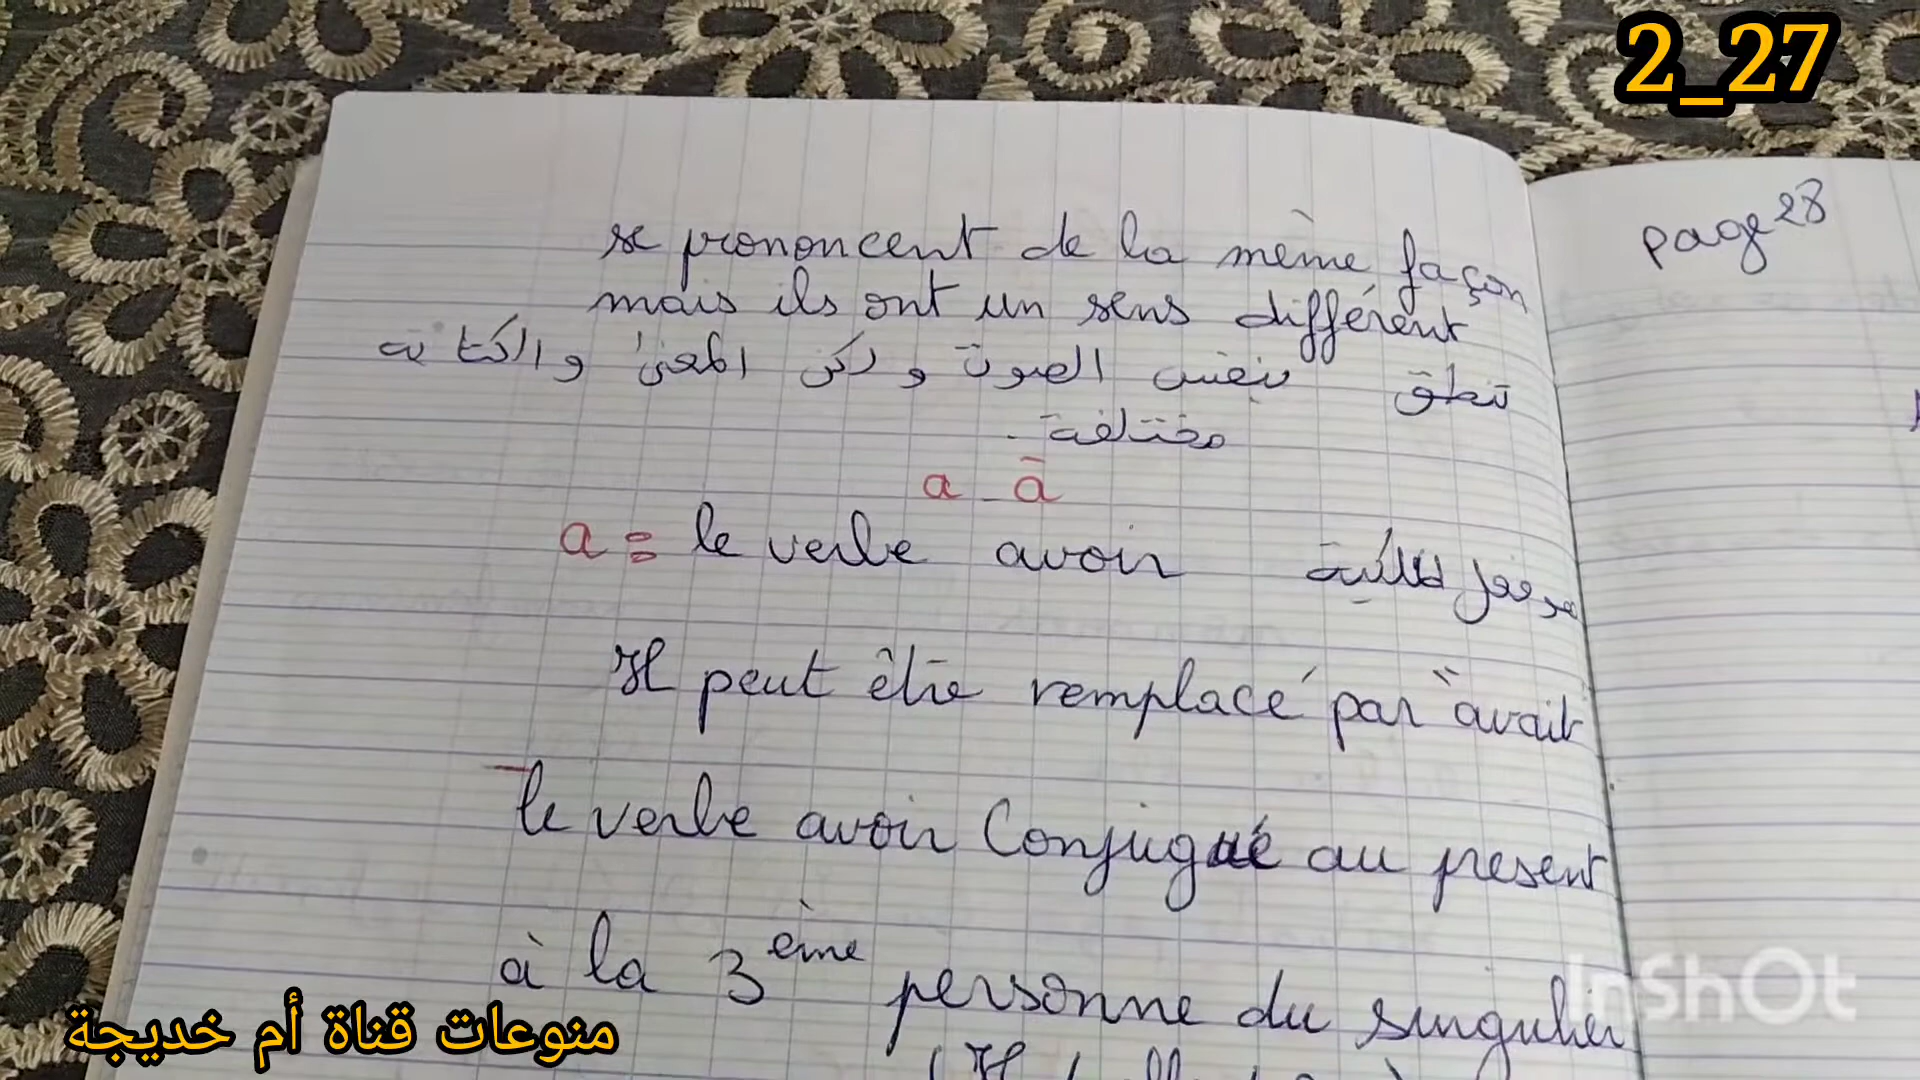 2_27
page 28
se prononcent de la même façon
mais ils ont un sens différent
تنطق بنفس الصوت و لكن المعنى والكتابة
مختلفة.
a - à
a = le verbe avoir هو فعل الملكية
Il peut être remplacé par "avait
- le verbe avoir Conjugué au present
à la 3ème personne du singulier
منوعات قناة أم خديجة
InShOt